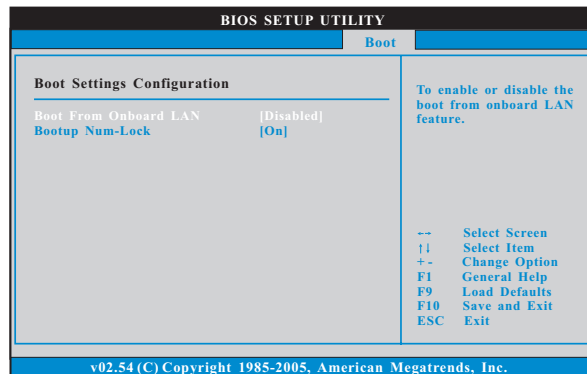 BIOS SETUP UTILITY
Boot
Boot Settings Configuration
Boot From Onboard LAN [Disabled]
Bootup Num-Lock [On]
To enable or disable the
boot from onboard LAN
feature.
←→ Select Screen
↑↓ Select Item
+ - Change Option
F1 General Help
F9 Load Defaults
F10 Save and Exit
ESC Exit
v02.54 (C) Copyright 1985-2005, American Megatrends, Inc.